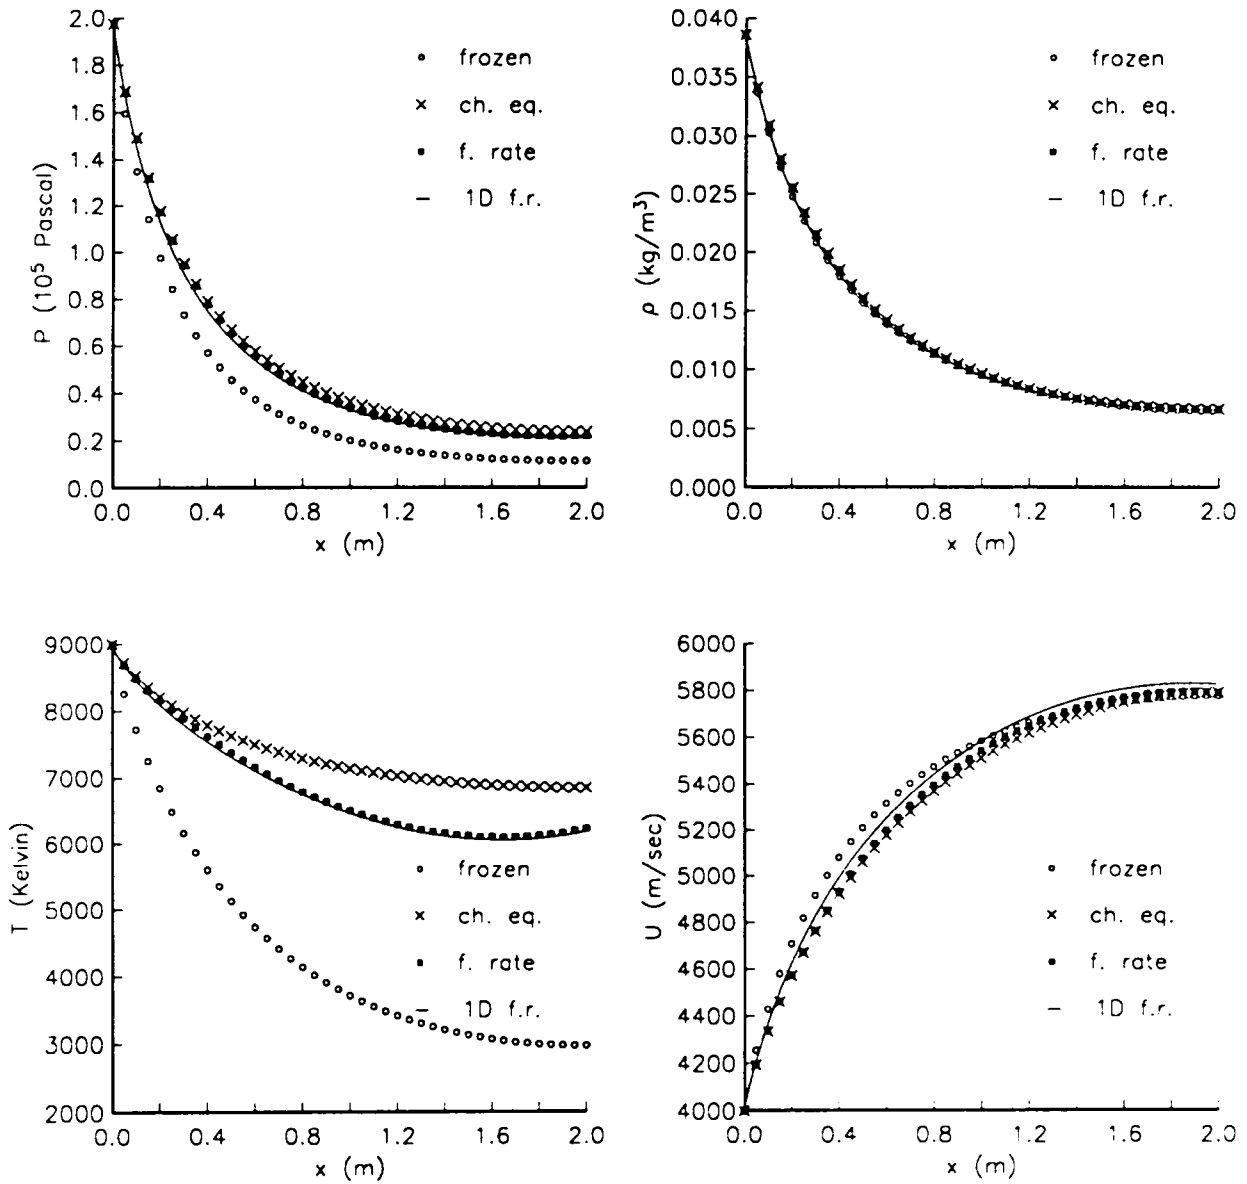 2.0
1.8
1.6
1.4
1.2
1.0
0.8
0.6
0.4
0.2
0.0
P (10⁵ Pascal)
frozen
ch. eq.
f. rate
1D f.r.
0.0 0.4 0.8 1.2 1.6 2.0
x (m)
0.040
0.035
0.030
0.025
0.020
0.015
0.010
0.005
0.000
ρ (kg/m³)
frozen
ch. eq.
f. rate
1D f.r.
0.0 0.4 0.8 1.2 1.6 2.0
x (m)
9000
8000
7000
6000
5000
4000
3000
2000
T (Kelvin)
frozen
ch. eq.
f. rate
1D f.r.
0.0 0.4 0.8 1.2 1.6 2.0
x (m)
6000
5800
5600
5400
5200
5000
4800
4600
4400
4200
4000
U (m/sec)
frozen
ch. eq.
f. rate
1D f.r.
0.0 0.4 0.8 1.2 1.6 2.0
x (m)